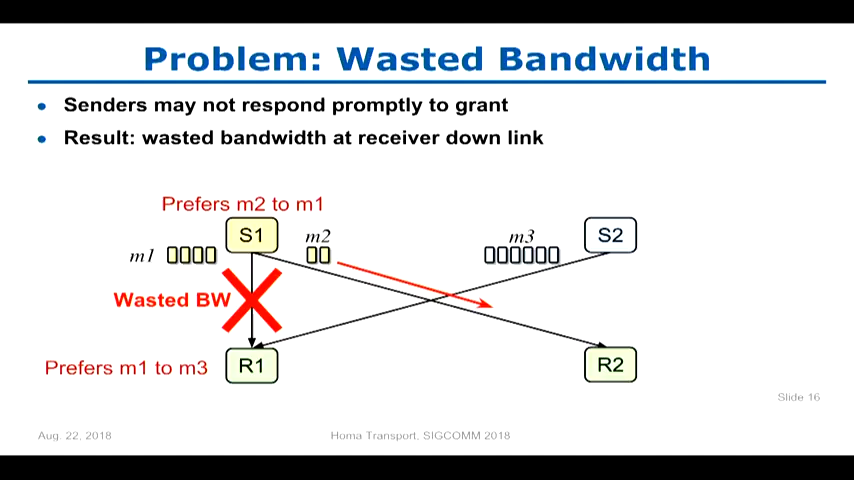 Problem: Wasted Bandwidth
• Senders may not respond promptly to grant
• Result: wasted bandwidth at receiver down link
Prefers m2 to m1
S1
m2
m3
S2
m1
Wasted BW
Prefers m1 to m3
R1
R2
Slide 16
Aug. 22, 2018
Homa Transport, SIGCOMM 2018